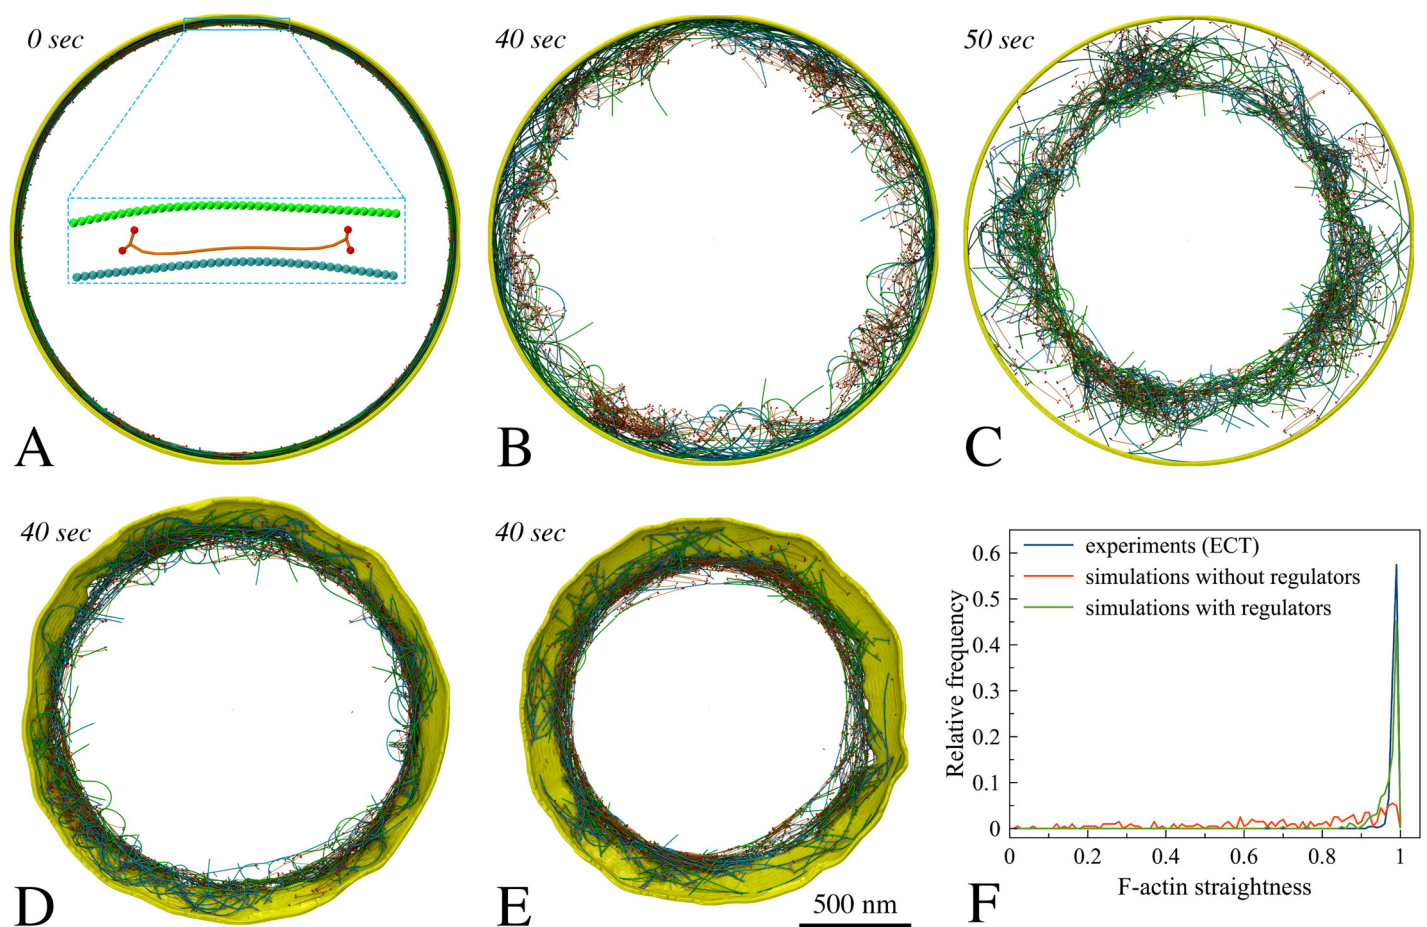 0 sec
40 sec
50 sec
A
B
C
40 sec
40 sec
D
E
500 nm
experiments (ECT)
simulations without regulators
simulations with regulators
Relative frequency
0.6
0.5
0.4
0.3
0.2
0.1
0
0 0.2 0.4 0.6 0.8 1
F-actin straightness
F